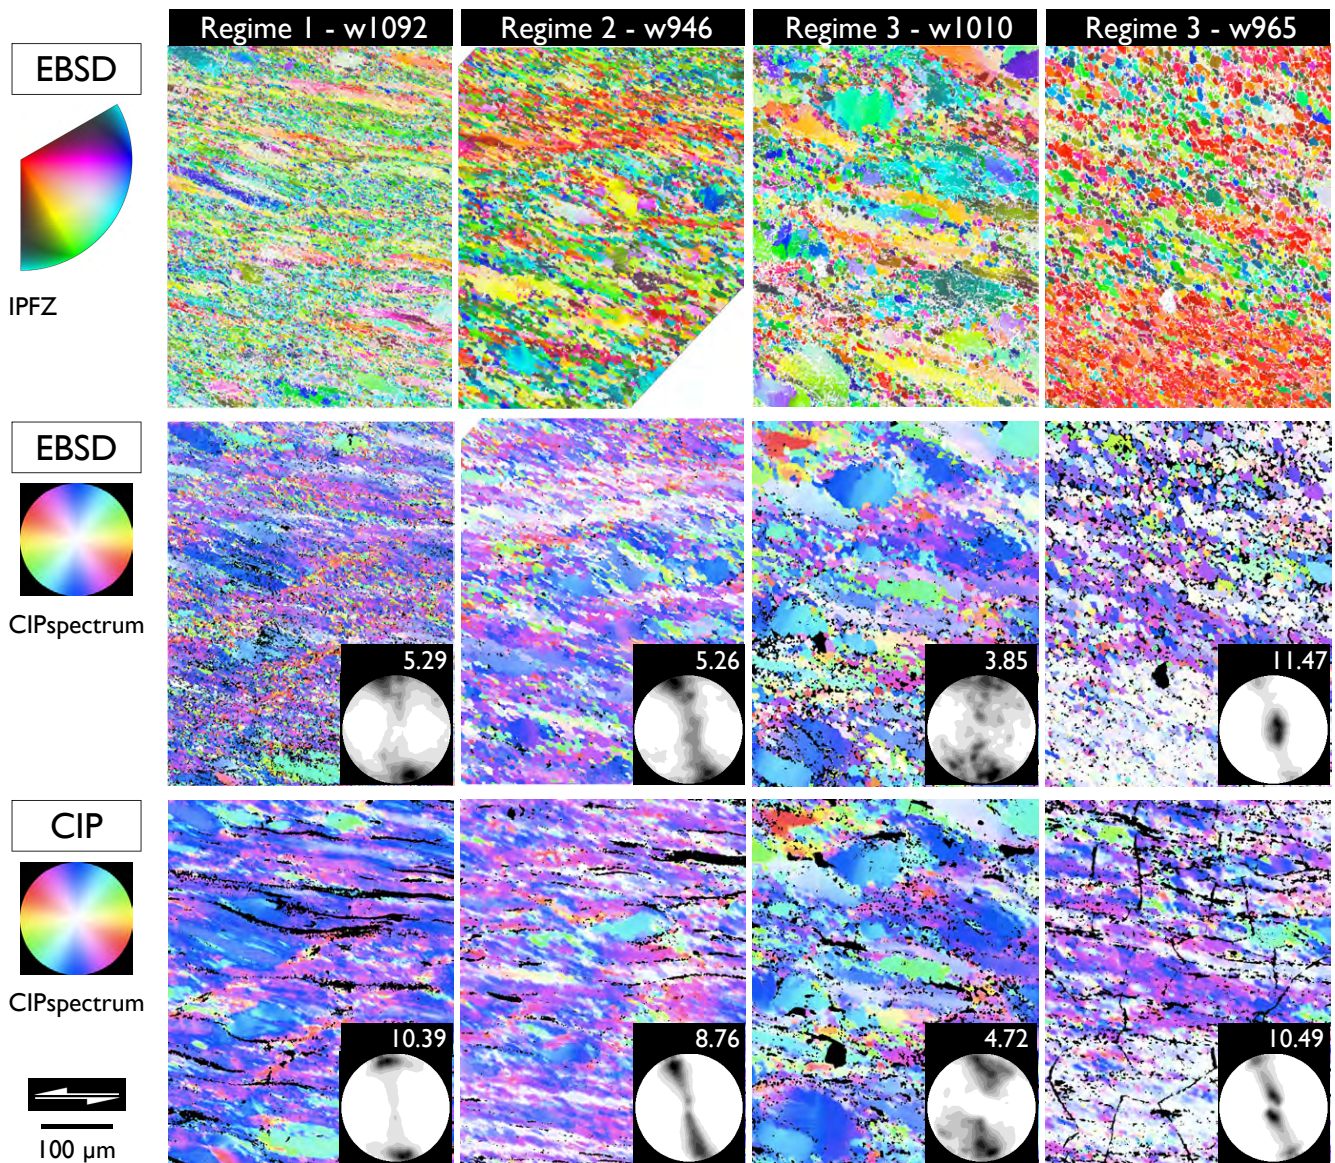 Regime 1 - w1092
Regime 2 - w946
Regime 3 - w1010
Regime 3 - w965
EBSD
IPFZ
EBSD
CIPspectrum
5.29
5.26
3.85
11.47
CIP
CIPspectrum
10.39
8.76
4.72
10.49
100 µm